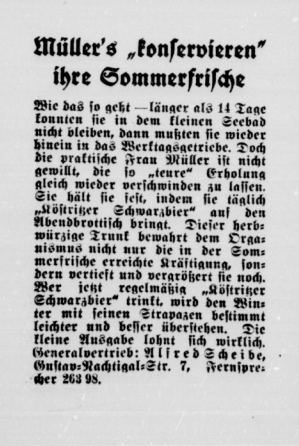 Müller's „konservieren"
ihre Sommerfrische
Wie das so geht — länger als 14 Tage
konnten sie in dem kleinen Seebad
nicht bleiben, dann mußten sie wieder
hinein in das Werktagsgetriebe. Doch
die praktische Frau Müller ist nicht
gewillt, die so „teure" Erholung
gleich wieder verschwinden zu lassen.
Sie hält sie fest, indem sie täglich
„Köstritzer Schwarzbier" auf den
Abendbrottisch bringt. Dieser herb-
würzige Trunk bewahrt dem Orga-
nismus nicht nur die in der Som-
merfrische erreichte Kräftigung, son-
dern vertieft und vergrößert sie noch.
Wer jetzt regelmäßig „Köstritzer
Schwarzbier" trinkt, wird den Win-
ter mit seinen Strapazen bestimmt
leichter und besser überstehen. Die
kleine Ausgabe lohnt sich wirklich.
Generalvertrieb: Alfred Scheibe,
Gustav-Nachtigal-Str. 7, Fernspre-
cher 263 98.